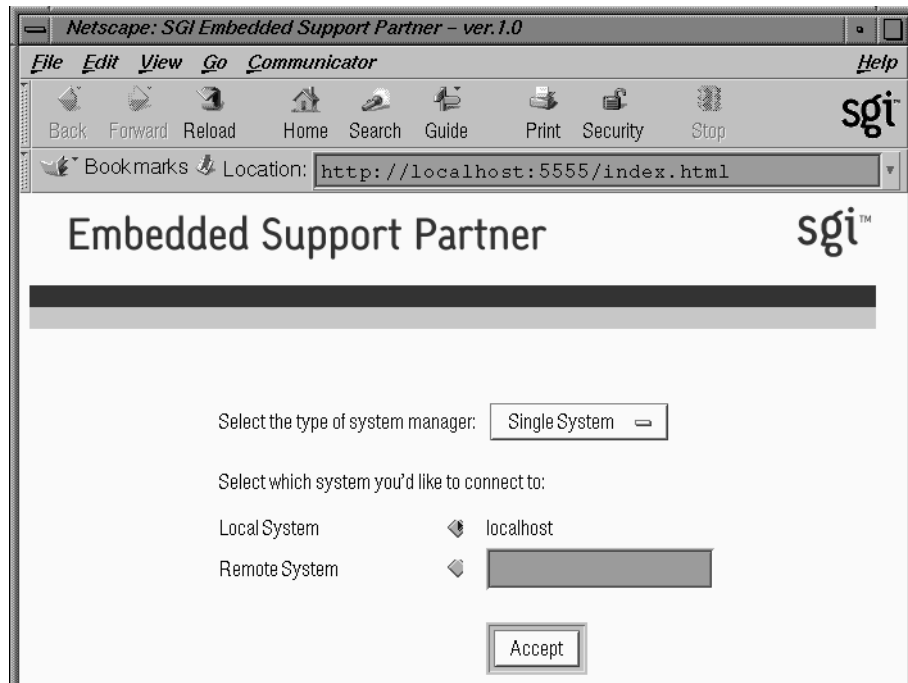 Netscape: SGI Embedded Support Partner – ver.1.0
File Edit View Go Communicator Help
Back Forward Reload Home Search Guide Print Security Stop sgi™
Bookmarks Location: http://localhost:5555/index.html
Embedded Support Partner sgi™
Select the type of system manager: Single System
Select which system you'd like to connect to:
Local System localhost
Remote System
Accept